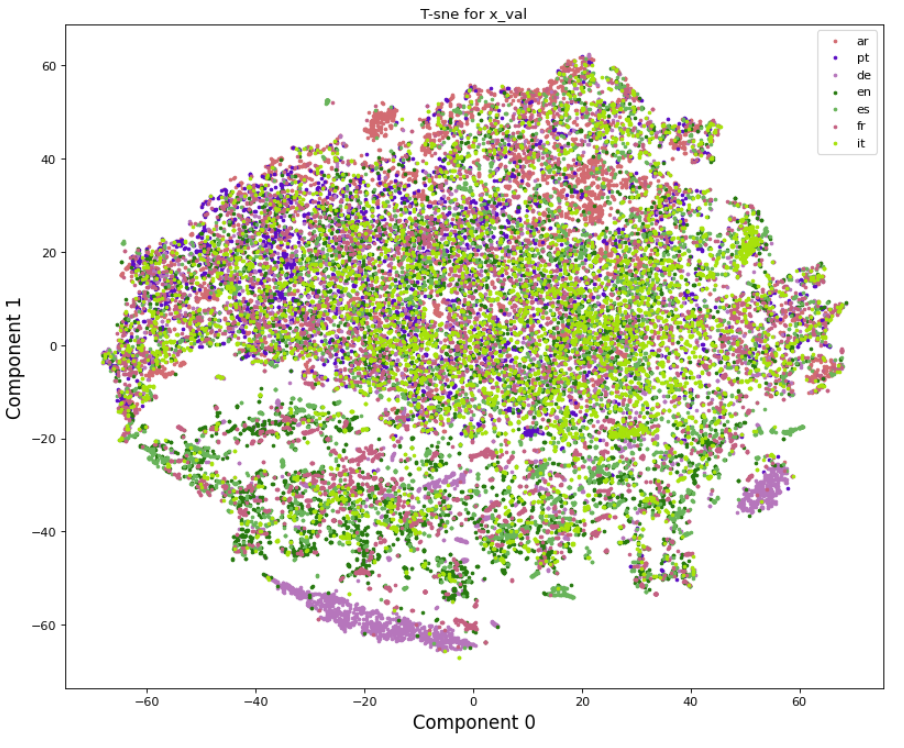 T-sne for x_val
ar
pt
de
en
es
fr
it
60
40
20
0
−20
−40
−60
Component 1
−60
−40
−20
0
20
40
60
Component 0